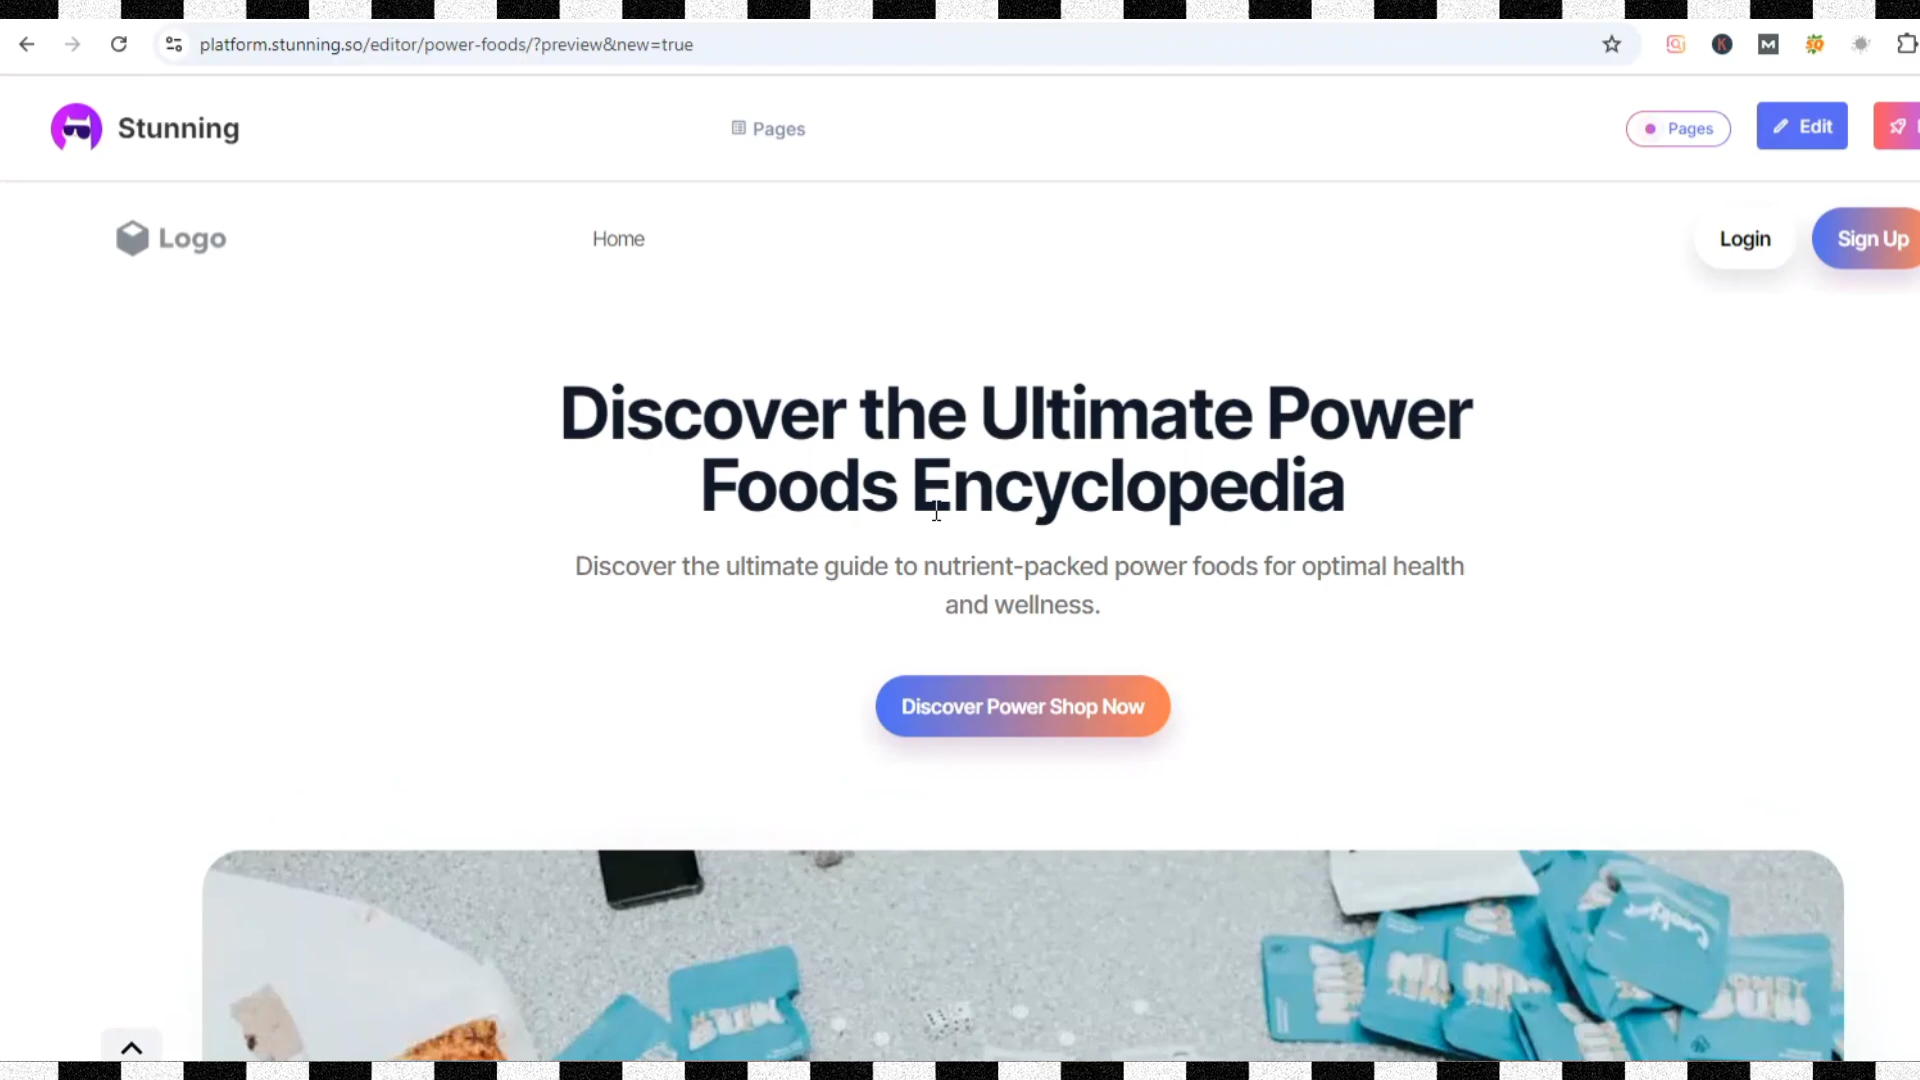 platform.stunning.so/editor/power-foods/?preview&new=true
Stunning
Pages
Pages
Edit
Logo
Home
Login
Sign Up
Discover the Ultimate Power
Foods Encyclopedia
Discover the ultimate guide to nutrient-packed power foods for optimal health
and wellness.
Discover Power Shop Now